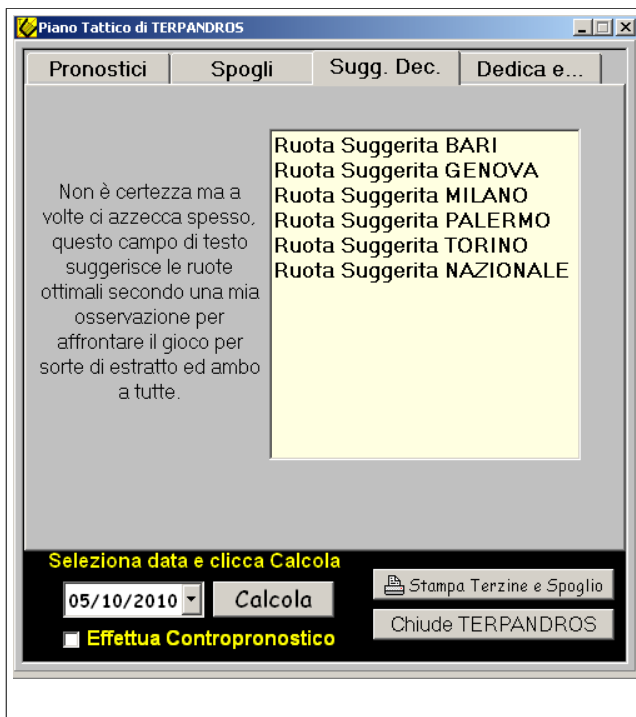 Piano Tattico di TERPANDROS
Pronostici
Spogli
Sugg. Dec.
Dedica e...
Non è certezza ma a
volte ci azzecca spesso,
questo campo di testo
suggerisce le ruote
ottimali secondo una mia
osservazione per
affrontare il gioco per
sorte di estratto ed ambo
a tutte.
Ruota Suggerita BARI
Ruota Suggerita GENOVA
Ruota Suggerita MILANO
Ruota Suggerita PALERMO
Ruota Suggerita TORINO
Ruota Suggerita NAZIONALE
Seleziona data e clicca Calcola
05/10/2010
Calcola
Effettua Contropronostico
Stampa Terzine e Spoglio
Chiude TERPANDROS